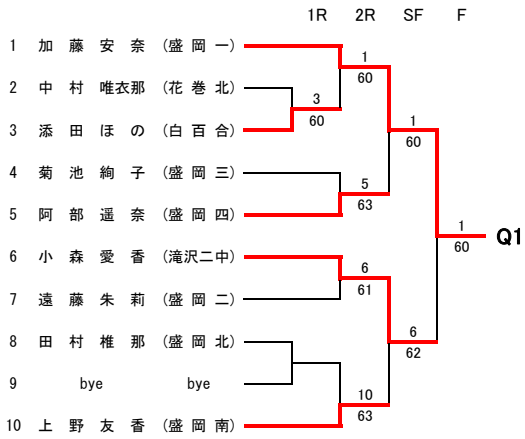 1R 2R SF F
1 加藤安奈 (盛岡一)
1
2 中村唯衣那 (花巻北)
60
3
1
3 添田ほの (白百合)
60
60
4 菊池絢子 (盛岡三)
5
5 阿部遥奈 (盛岡四)
63
1
Q1
60
6 小森愛香 (滝沢二中)
6
7 遠藤朱莉 (盛岡二)
61
6
8 田村椎那 (盛岡北)
62
9 bye bye
10
10 上野友香 (盛岡南)
63